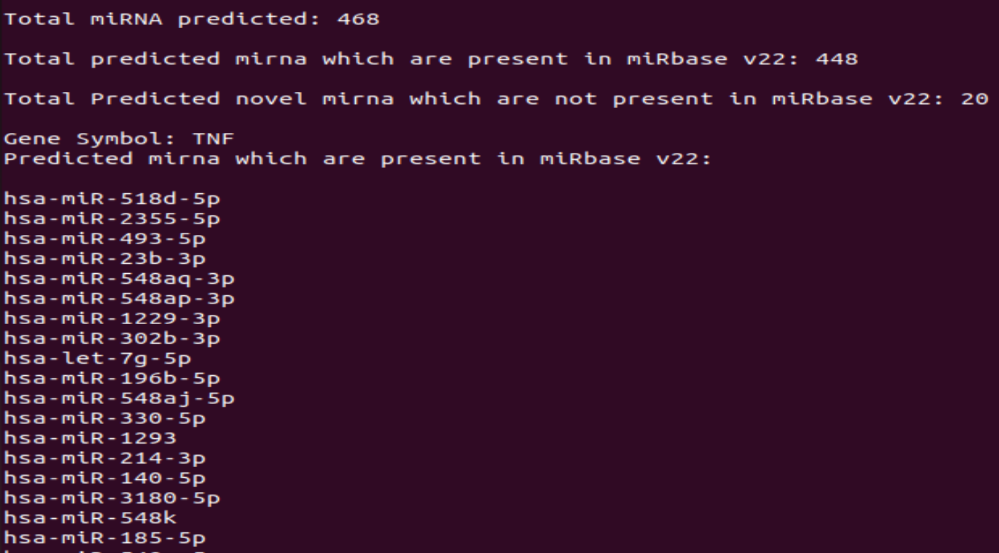 Total miRNA predicted: 468
Total predicted mirna which are present in miRbase v22: 448
Total Predicted novel mirna which are not present in miRbase v22: 20
Gene Symbol: TNF
Predicted mirna which are present in miRbase v22:
hsa-miR-518d-5p
hsa-miR-2355-5p
hsa-miR-493-5p
hsa-miR-23b-3p
hsa-miR-548aq-3p
hsa-miR-548ap-3p
hsa-miR-1229-3p
hsa-miR-302b-3p
hsa-let-7g-5p
hsa-miR-196b-5p
hsa-miR-548aj-5p
hsa-miR-330-5p
hsa-miR-1293
hsa-miR-214-3p
hsa-miR-140-5p
hsa-miR-3180-5p
hsa-miR-548k
hsa-miR-185-5p